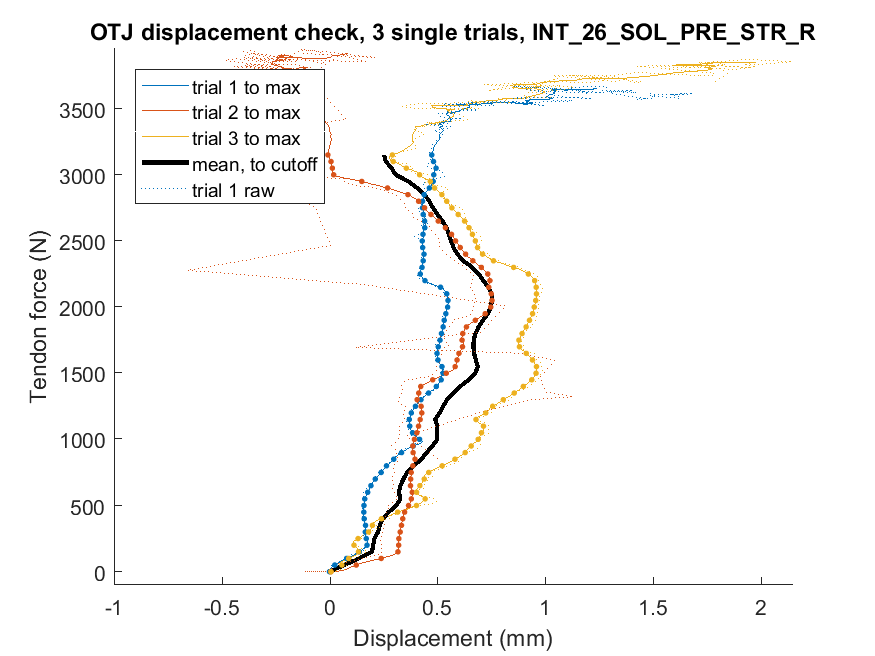 OTJ displacement check, 3 single trials, INT_26_SOL_PRE_STR_R
3500
3000
2500
2000
1500
1000
500
0
Tendon force (N)
trial 1 to max
trial 2 to max
trial 3 to max
mean, to cutoff
trial 1 raw
-1
-0.5
0
0.5
1
1.5
2
Displacement (mm)